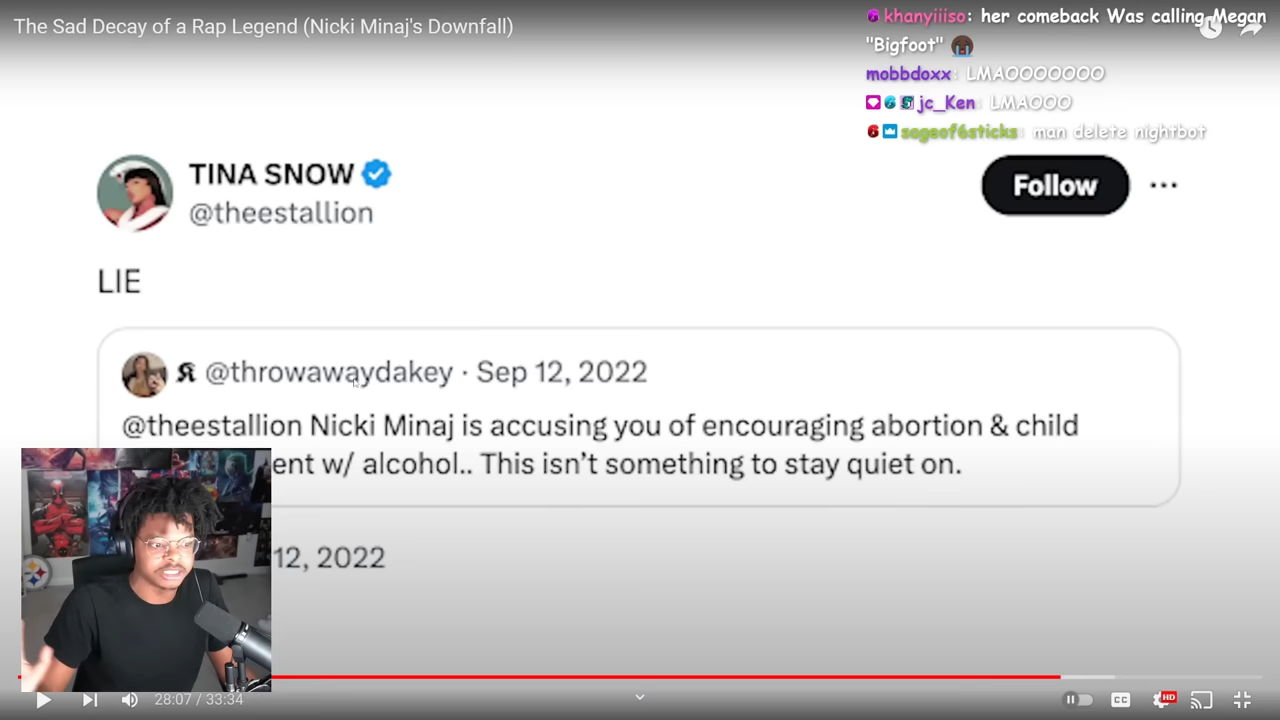 The Sad Decay of a Rap Legend (Nicki Minaj's Downfall)
khanyiiiso: her comeback Was calling Megan
"Bigfoot" 😭
mobbdoxx: LMAOOOOOOO
jc_Ken: LMAOOO
sageof6sticks: man delete nightbot
TINA SNOW
@theestallion
Follow
LIE
@throwawaydakey · Sep 12, 2022
@theestallion Nicki Minaj is accusing you of encouraging abortion & child
ent w/ alcohol.. This isn't something to stay quiet on.
12, 2022
28:07 / 33:34
CC
HD